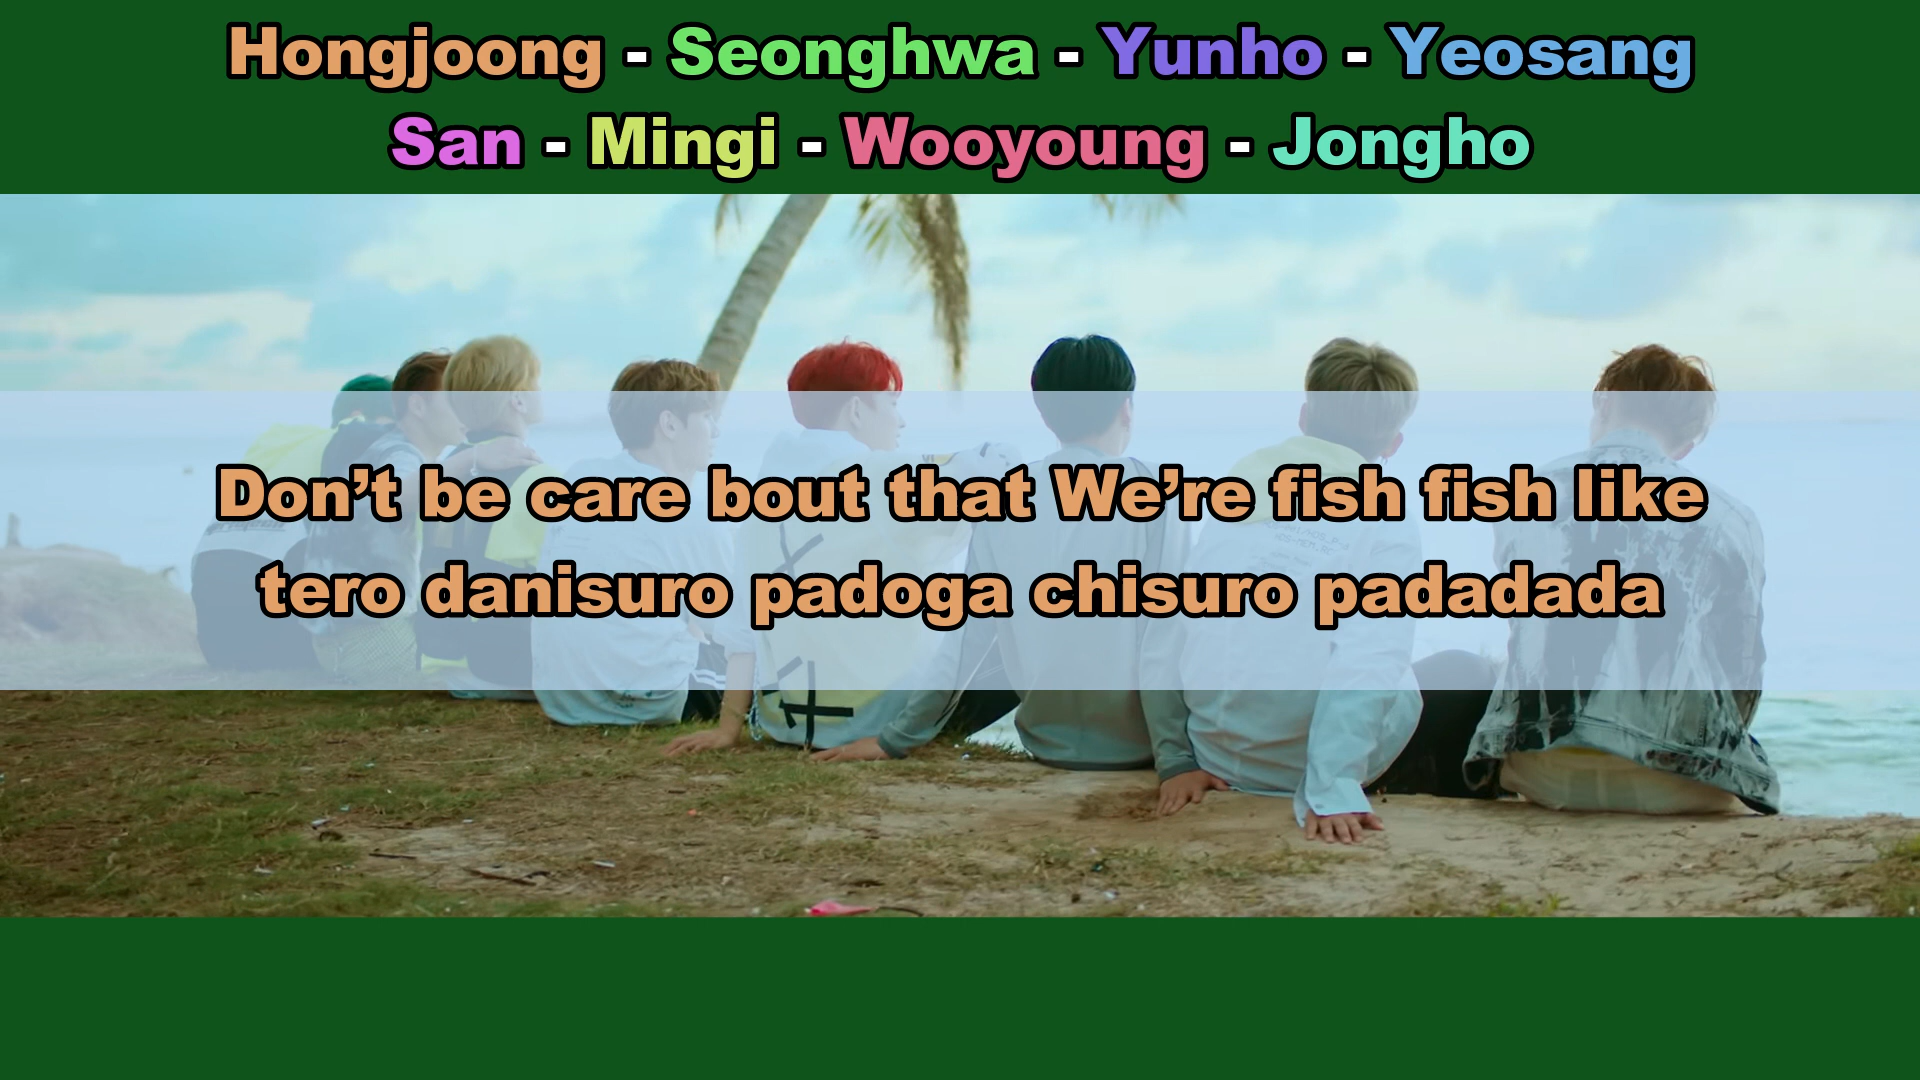 Hongjoong - Seonghwa - Yunho - Yeosang
San - Mingi - Wooyoung - Jongho
Don’t be care bout that We’re fish fish like
tero danisuro padoga chisuro padadada